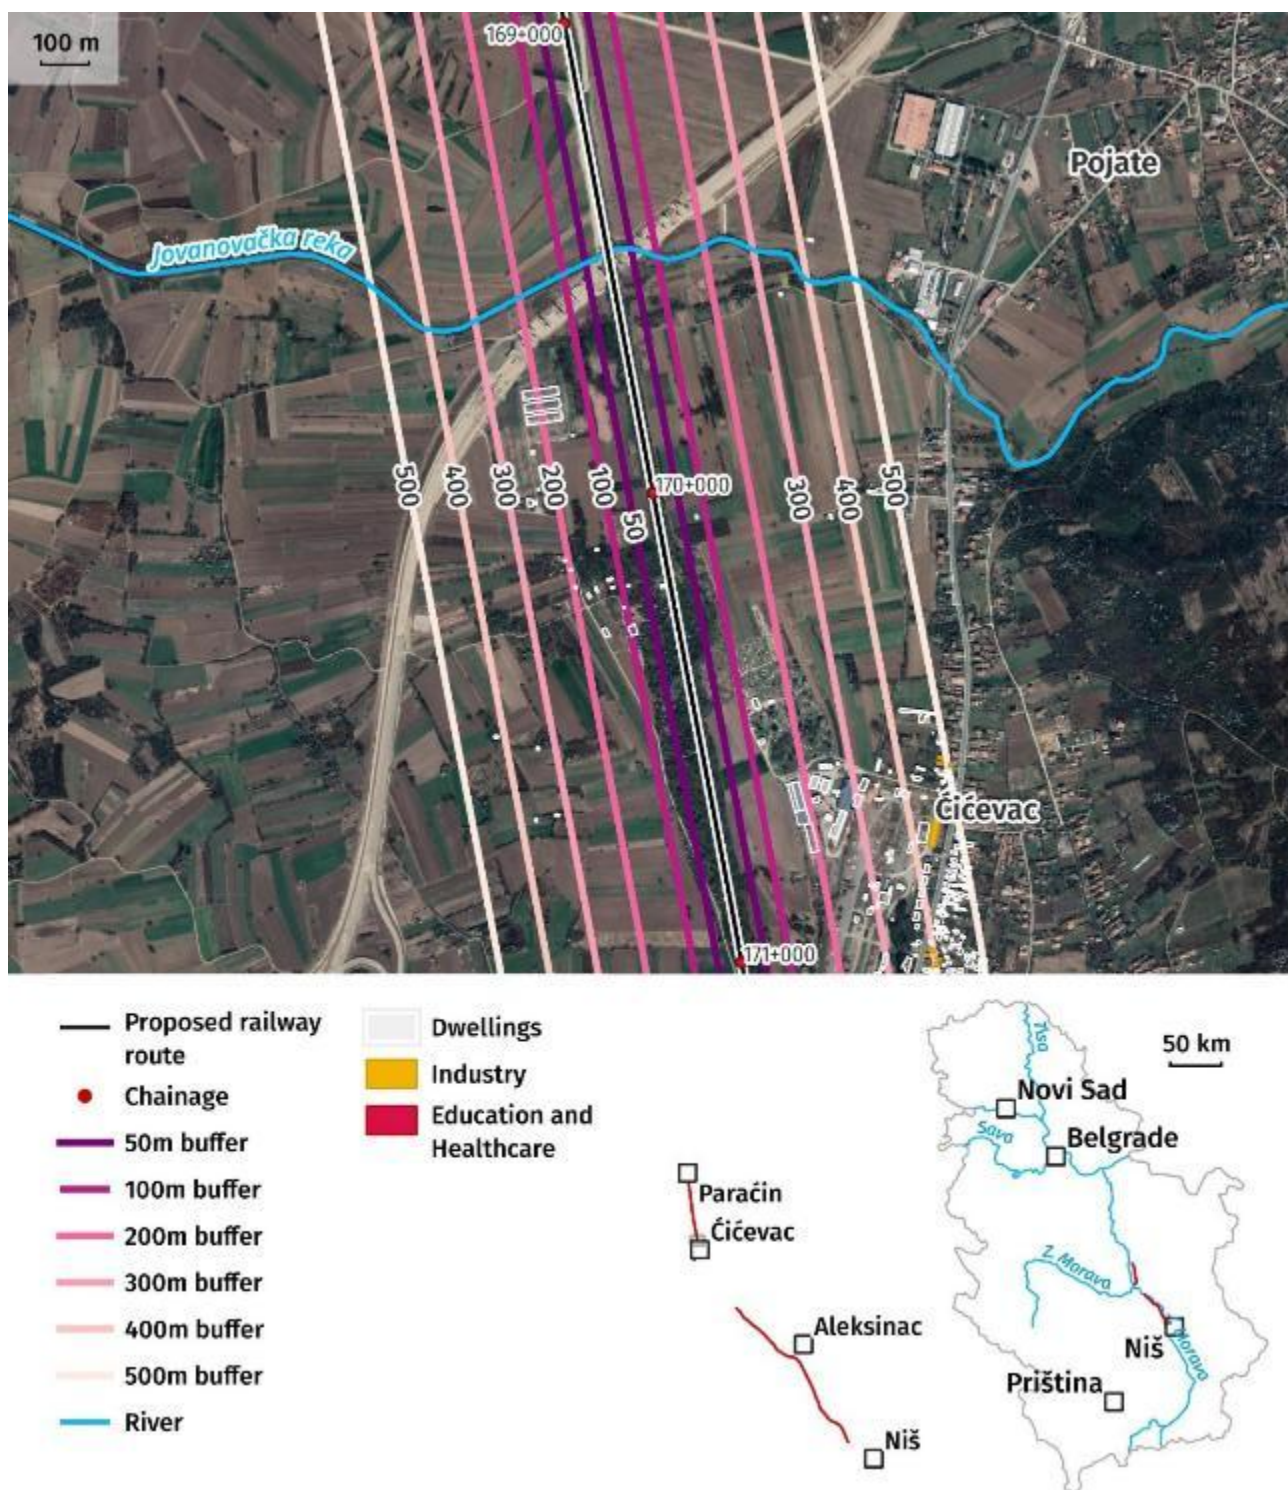 100 m
169+000
Pojate
Jovanovačka reka
500
400
300
200
100
50
170+000
300
400
500
Ćićevac
171+000
Proposed railway
route
Chainage
50m buffer
100m buffer
200m buffer
300m buffer
400m buffer
500m buffer
River
Dwellings
Industry
Education and
Healthcare
Paraćin
Ćićevac
Aleksinac
Niš
50 km
Tisa
Novi Sad
Sava
Belgrade
Z. Morava
Niš
Morava
Priština